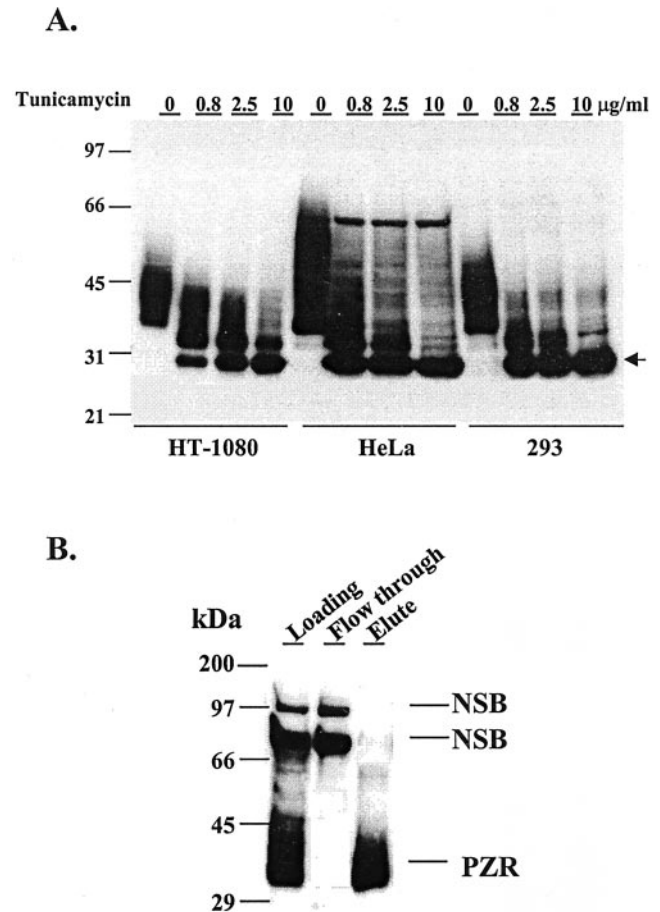 A.
Tunicamycin 0 0.8 2.5 10 0 0.8 2.5 10 0 0.8 2.5 10 µg/ml
97
66
45
31
21
HT-1080 HeLa 293
B.
kDa Loading Flow through Elute
200
97 NSB
NSB
66
45
PZR
29